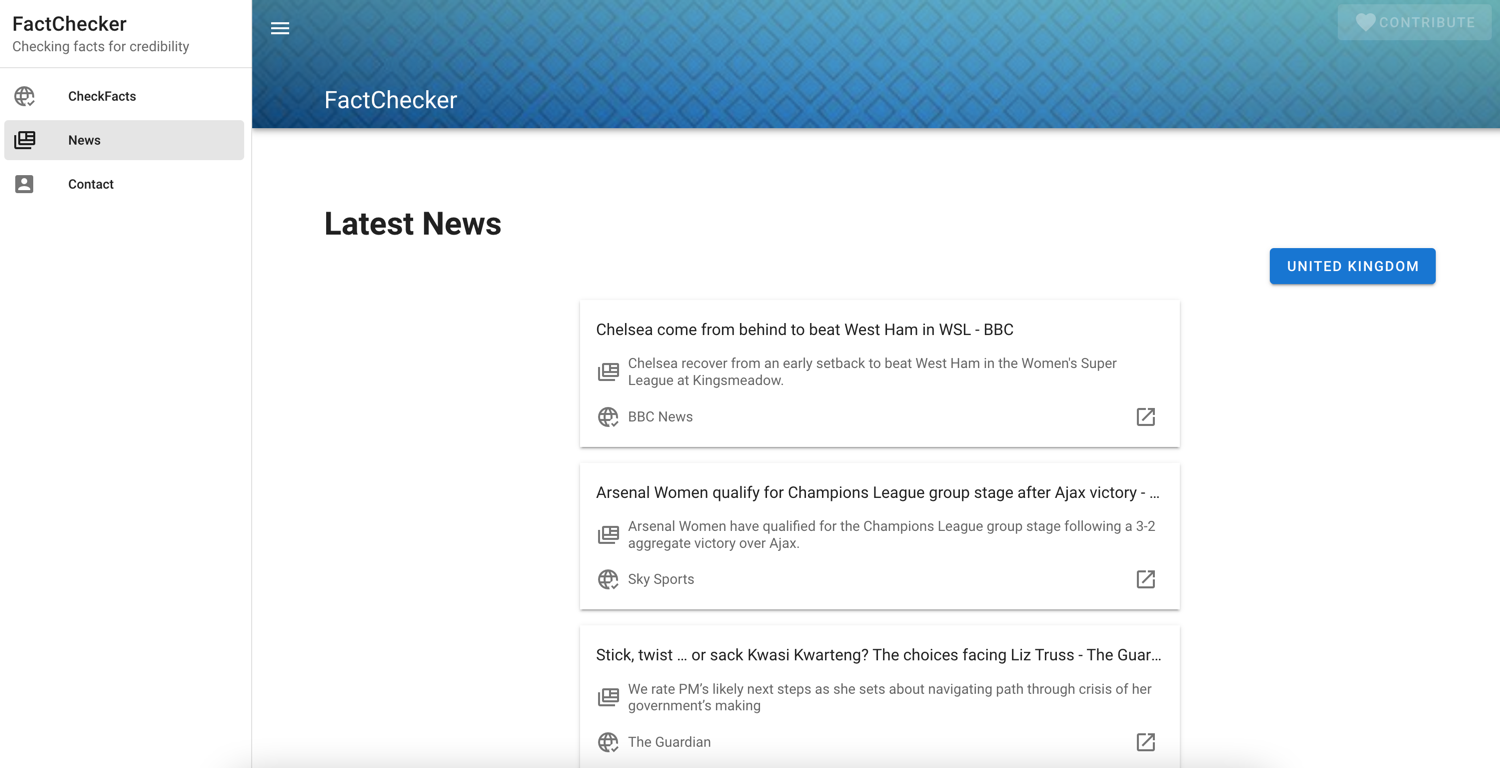 FactChecker
Checking facts for credibility
CheckFacts
News
Contact
CONTRIBUTE
FactChecker
Latest News
UNITED KINGDOM
Chelsea come from behind to beat West Ham in WSL - BBC
Chelsea recover from an early setback to beat West Ham in the Women's Super
League at Kingsmeadow.
BBC News
Arsenal Women qualify for Champions League group stage after Ajax victory - ...
Arsenal Women have qualified for the Champions League group stage following a 3-2
aggregate victory over Ajax.
Sky Sports
Stick, twist … or sack Kwasi Kwarteng? The choices facing Liz Truss - The Guar...
We rate PM’s likely next steps as she sets about navigating path through crisis of her
government’s making
The Guardian